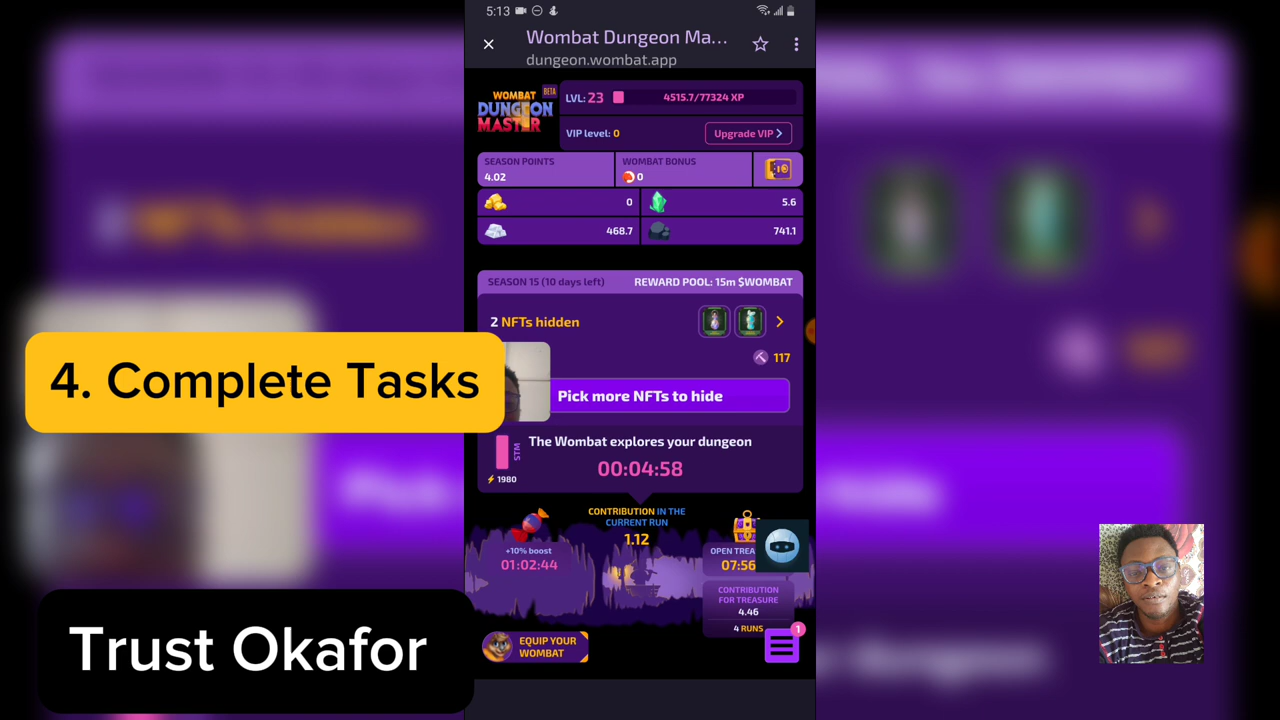 5:13
Wombat Dungeon Ma...
dungeon.wombat.app
WOMBAT
BETA
DUNGEON
MASTER
LVL: 23
4515.7/77324 XP
VIP level: 0
Upgrade VIP
SEASON POINTS
4.02
WOMBAT BONUS
0
0
5.6
468.7
741.1
SEASON 15 (10 days left)
REWARD POOL: 15m $WOMBAT
2 NFTs hidden
117
4. Complete Tasks
Pick more NFTs to hide
STM
1980
The Wombat explores your dungeon
00:04:58
CONTRIBUTION IN THE
CURRENT RUN
1.12
+10% boost
01:02:44
OPEN TREA
07:56
CONTRIBUTION
FOR TREASURE
4.46
4 RUNS
EQUIP YOUR
WOMBAT
1
Trust Okafor